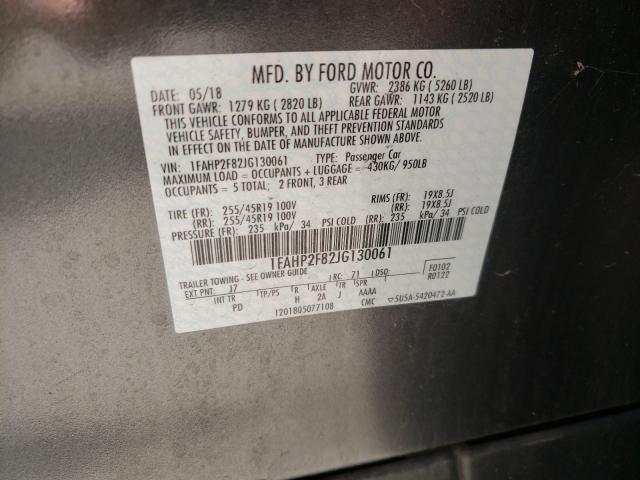 MFD. BY FORD MOTOR CO.
DATE: 05/18 GVWR: 2386 KG ( 5260 LB)
FRONT GAWR: 1279 KG ( 2820 LB) REAR GAWR: 1143 KG ( 2520 LB)
THIS VEHICLE CONFORMS TO ALL APPLICABLE FEDERAL MOTOR
VEHICLE SAFETY, BUMPER, AND THEFT PREVENTION STANDARDS
IN EFFECT ON THE DATE OF MANUFACTURE SHOWN ABOVE.
VIN: 1FAHP2F82JG130061 TYPE: Passenger Car
MAXIMUM LOAD = OCCUPANTS + LUGGAGE = 430KG/ 950LB
OCCUPANTS = 5 TOTAL; 2 FRONT, 3 REAR
TIRE (FR): 255/45R19 100V RIMS (FR): 19X8.5J
(RR): 255/45R19 100V (RR): 19X8.5J
PRESSURE (FR): 235 kPa/ 34 PSI COLD (RR): 235 kPa/ 34 PSI COLD
1FAHP2F82JG130061
TRAILER TOWING - SEE OWNER GUIDE
EXT PNT: J7 RC: 71 DSO: F0102
R0122
INT TR TP/PS R AXLE TR SPR
PD H 2A J AAAA
1201805077108 CMC ▽5U5A-5420472-AA